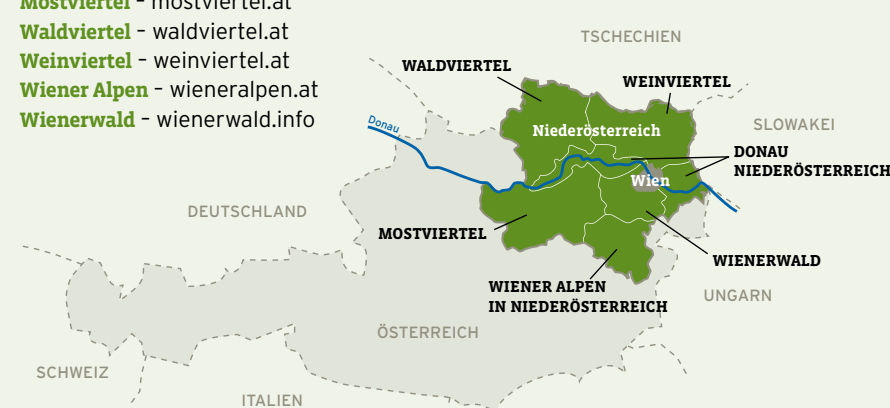 Mostviertel – mostviertel.at
Waldviertel – waldviertel.at
Weinviertel – weinviertel.at
Wiener Alpen – wieneralpen.at
Wienerwald – wienerwald.info
TSCHECHIEN
WALDVIERTEL
WEINVIERTEL
Donau
Niederösterreich
SLOWAKEI
DONAU
NIEDERÖSTERREICH
Wien
DEUTSCHLAND
MOSTVIERTEL
WIENERWALD
WIENER ALPEN
IN NIEDERÖSTERREICH
UNGARN
ÖSTERREICH
SCHWEIZ
ITALIEN